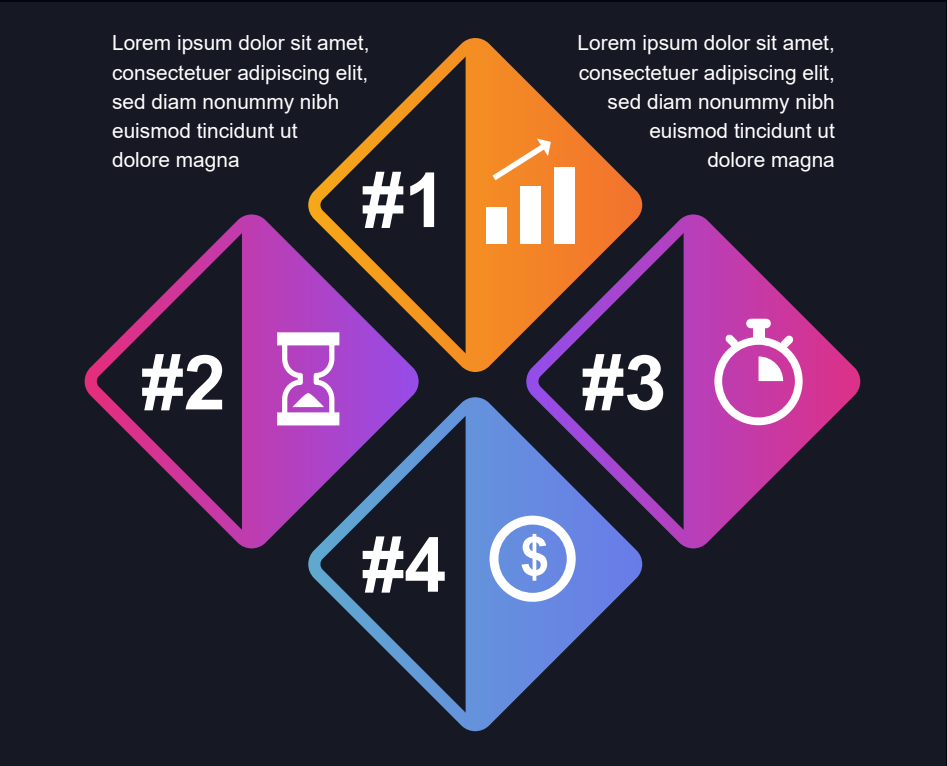 Lorem ipsum dolor sit amet,
consectetuer adipiscing elit,
sed diam nonummy nibh
euismod tincidunt ut
dolore magna
Lorem ipsum dolor sit amet,
consectetuer adipiscing elit,
sed diam nonummy nibh
euismod tincidunt ut
dolore magna
#1
#2
#3
#4
$